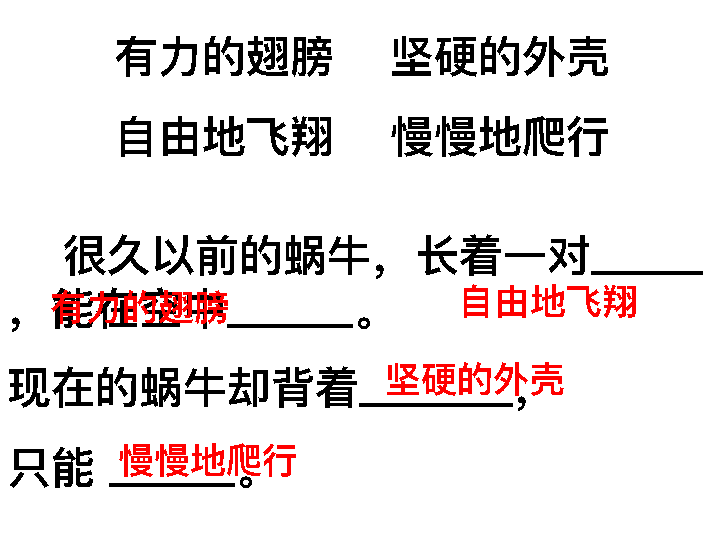 有力的翅膀 坚硬的外壳
自由地飞翔 慢慢地爬行
很久以前的蜗牛，长着一对_____
，能在空中_____。
有力的翅膀 自由地飞翔
现在的蜗牛却背着______，
坚硬的外壳
只能 _____。
慢慢地爬行